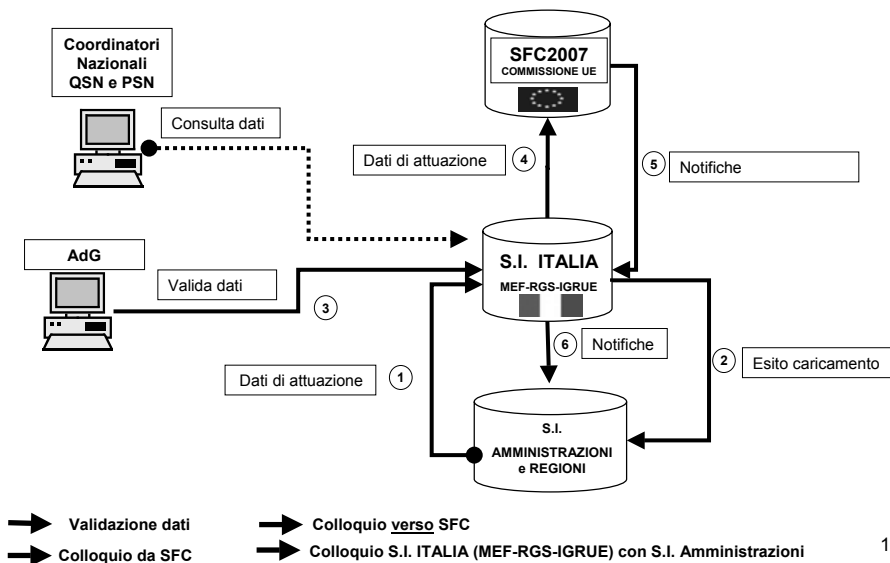 Coordinatori
Nazionali
QSN e PSN
SFC2007
COMMISSIONE UE
Consulta dati
Dati di attuazione
4
5
Notifiche
AdG
S.I. ITALIA
MEF-RGS-IGRUE
Valida dati
3
6
Notifiche
2
Esito caricamento
Dati di attuazione
1
S.I.
AMMINISTRAZIONI
e REGIONI
Validazione dati
Colloquio verso SFC
Colloquio da SFC
Colloquio S.I. ITALIA (MEF-RGS-IGRUE) con S.I. Amministrazioni
1